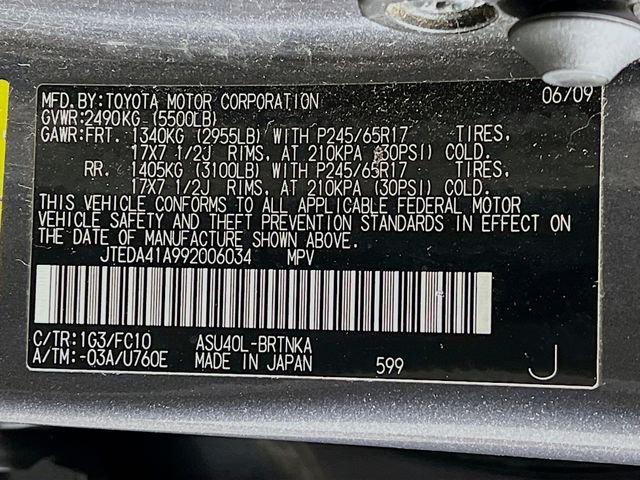 MFD.BY:TOYOTA MOTOR CORPORATION 06/09
GVWR:2490KG (5500LB)
GAWR:FRT. 1340KG (2955LB) WITH P245/65R17 TIRES,
17X7 1/2J RIMS, AT 210KPA (30PSI) COLD.
RR. 1405KG (3100LB) WITH P245/65R17 TIRES,
17X7 1/2J RIMS, AT 210KPA (30PSI) COLD.
THIS VEHICLE CONFORMS TO ALL APPLICABLE FEDERAL MOTOR
VEHICLE SAFETY AND THEFT PREVENTION STANDARDS IN EFFECT ON
THE DATE OF MANUFACTURE SHOWN ABOVE.
JTEDA41A992006034 MPV
C/TR:1G3/FC10 ASU40L-BRTNKA
A/TM:-03A/U760E MADE IN JAPAN 599 J